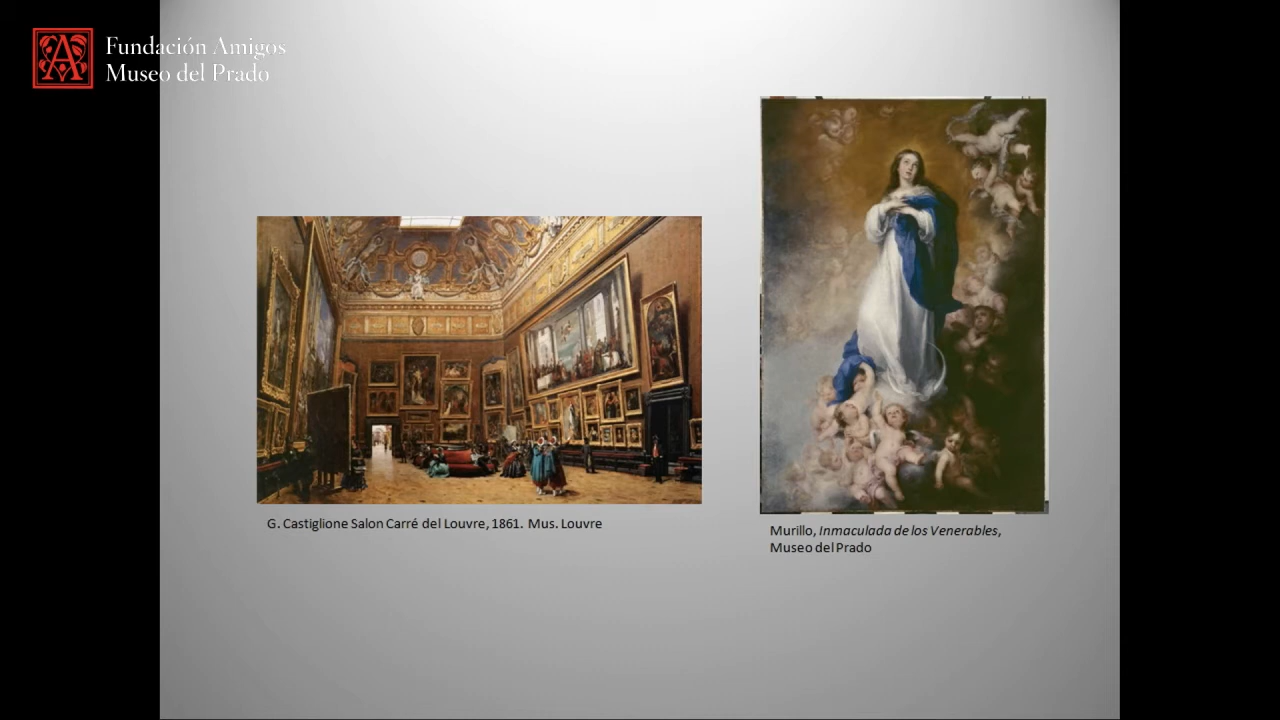 Fundación Amigos
Museo del Prado
G. Castiglione Salon Carré del Louvre, 1861. Mus. Louvre
Murillo, Inmaculada de los Venerables,
Museo del Prado